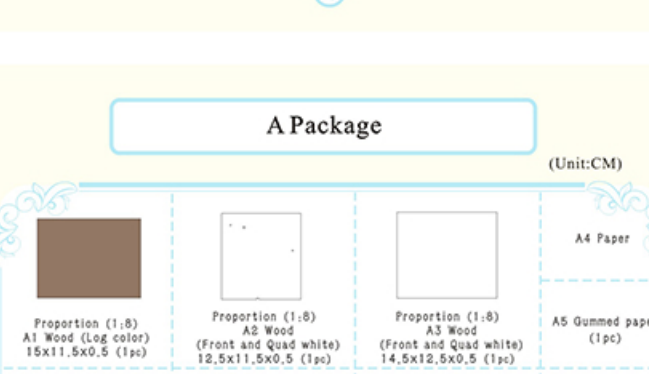 A Package
(Unit:CM)
Proportion (1:8)
A1 Wood (Log color)
15x11.5x0.5 (1pc)
Proportion (1:8)
A2 Wood
(Front and Quad white)
12.5x11.5x0.5 (1pc)
Proportion (1:8)
A3 Wood
(Front and Quad white)
14.5x12.5x0.5 (1pc)
A4 Paper
A5 Gummed pape
(1pc)